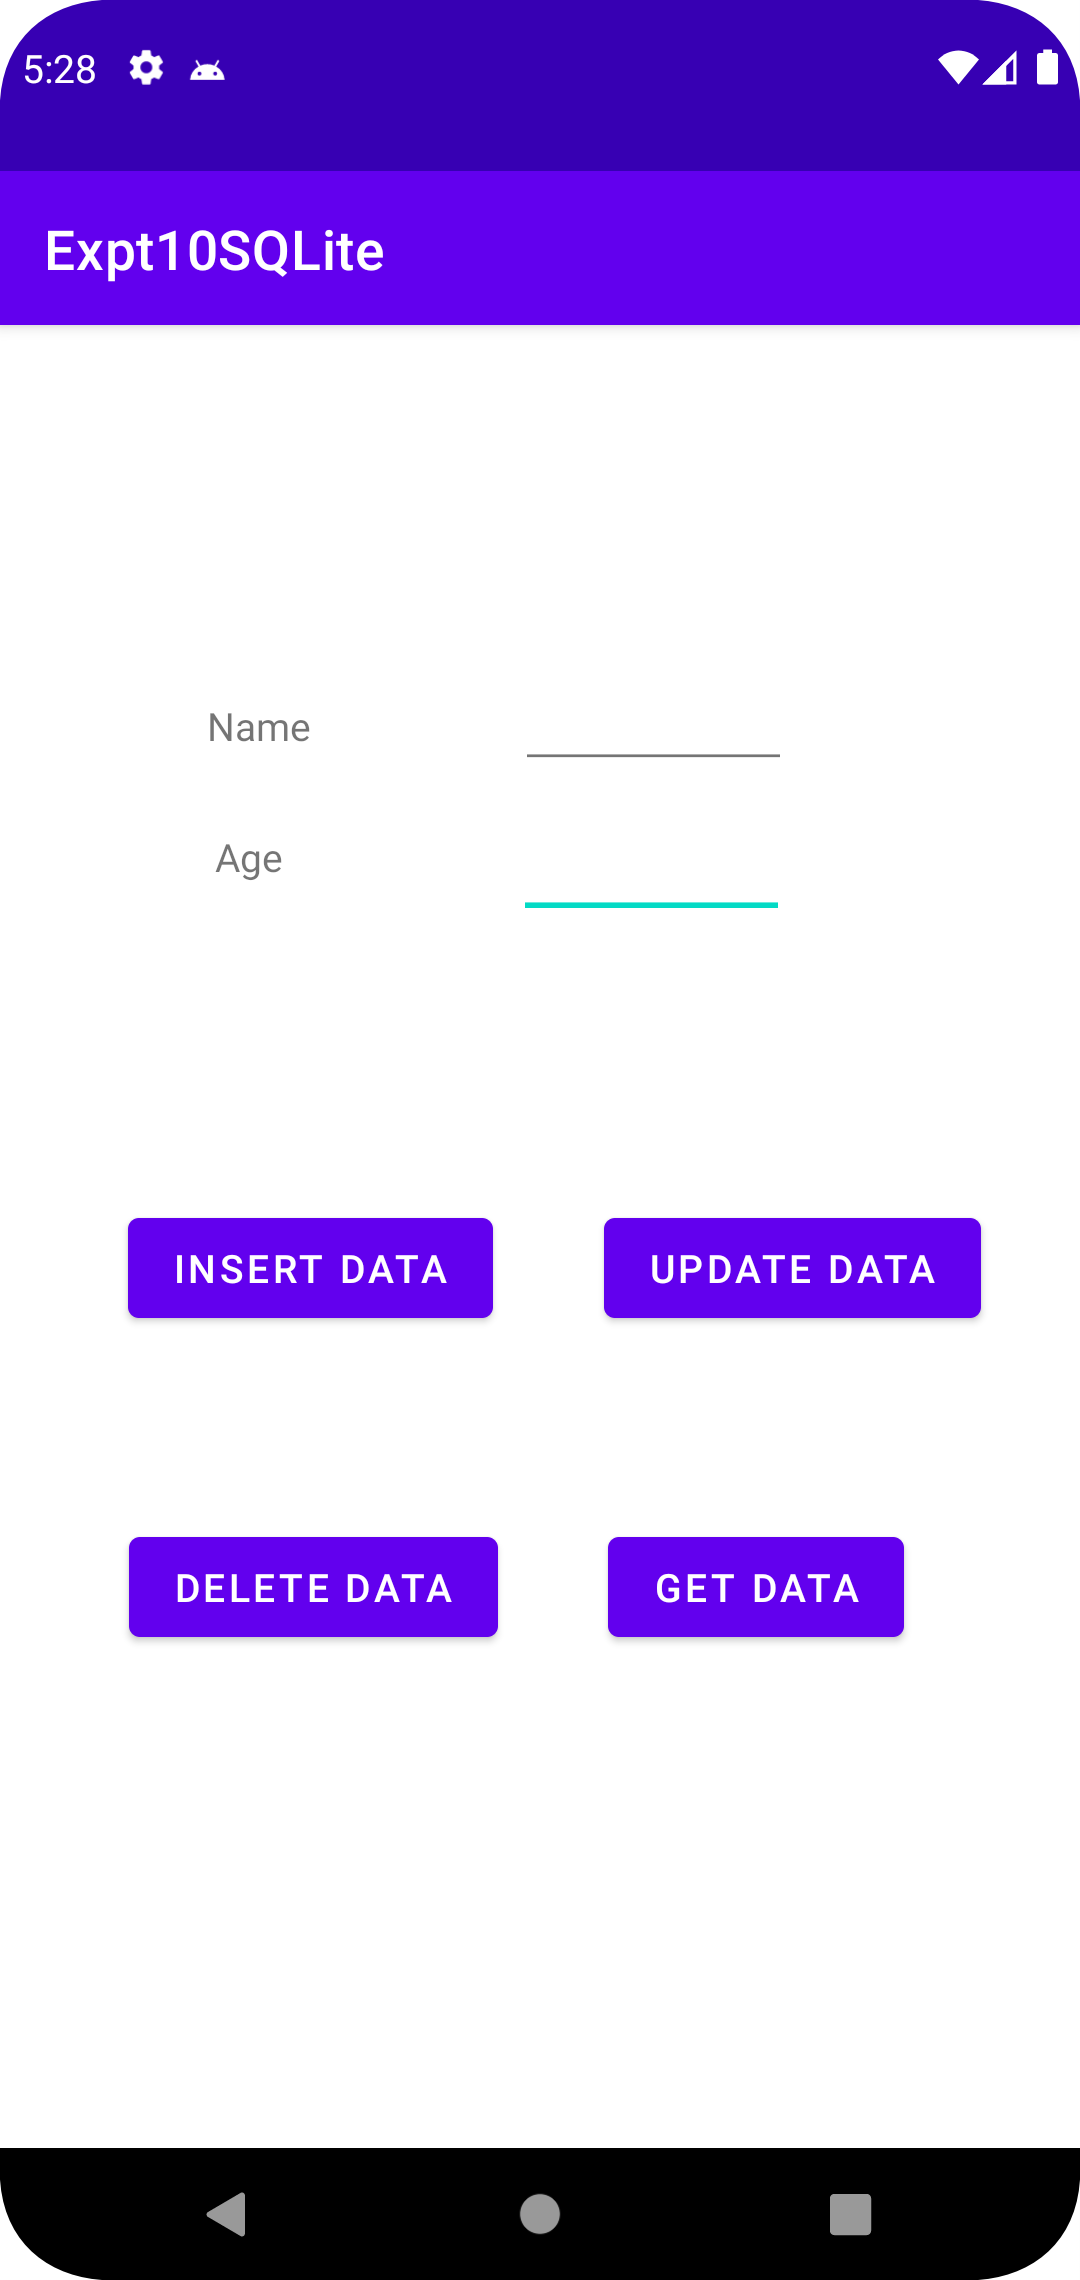 5:28
Expt10SQLite
Name
Age
INSERT DATA
UPDATE DATA
DELETE DATA
GET DATA